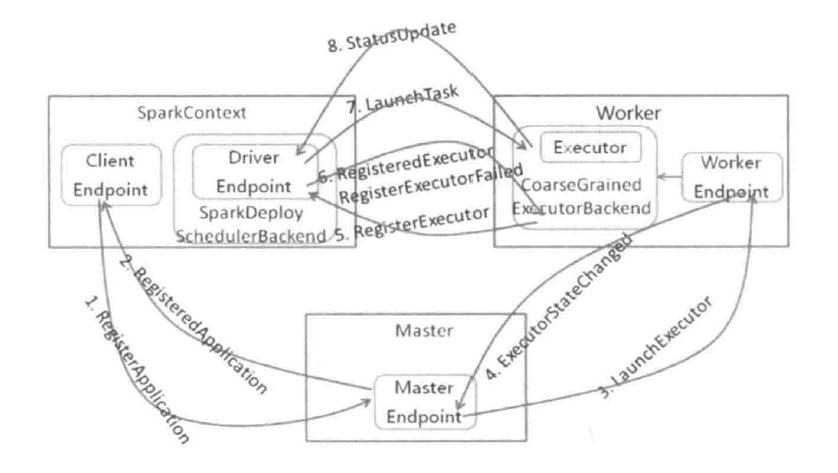 8. StatusUpdate
SparkContext
7. LaunchTask
Worker
Client
Endpoint
Driver
Endpoint
SparkDeploy
SchedulerBackend
6. RegisteredExecutor
RegisterExecutorFailed
5. RegisterExecutor
Executor
CoarseGrained
ExecutorBackend
Worker
Endpoint
2. RegisteredApplication
1. RegisterApplication
4. ExecutorStateChanged
3. LaunchExecutor
Master
Master
Endpoint